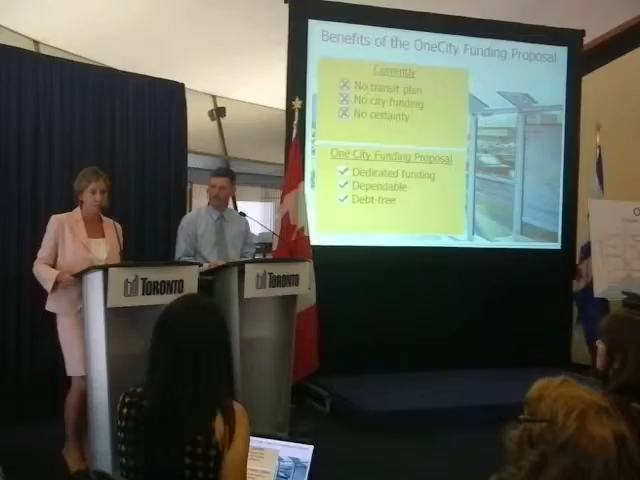 Benefits of the OneCity Funding Proposal
Currently
No transit plan
No city funding
No certainty
One City Funding Proposal
Dedicated funding
Dependable
Debt-free
TORONTO
TORONTO